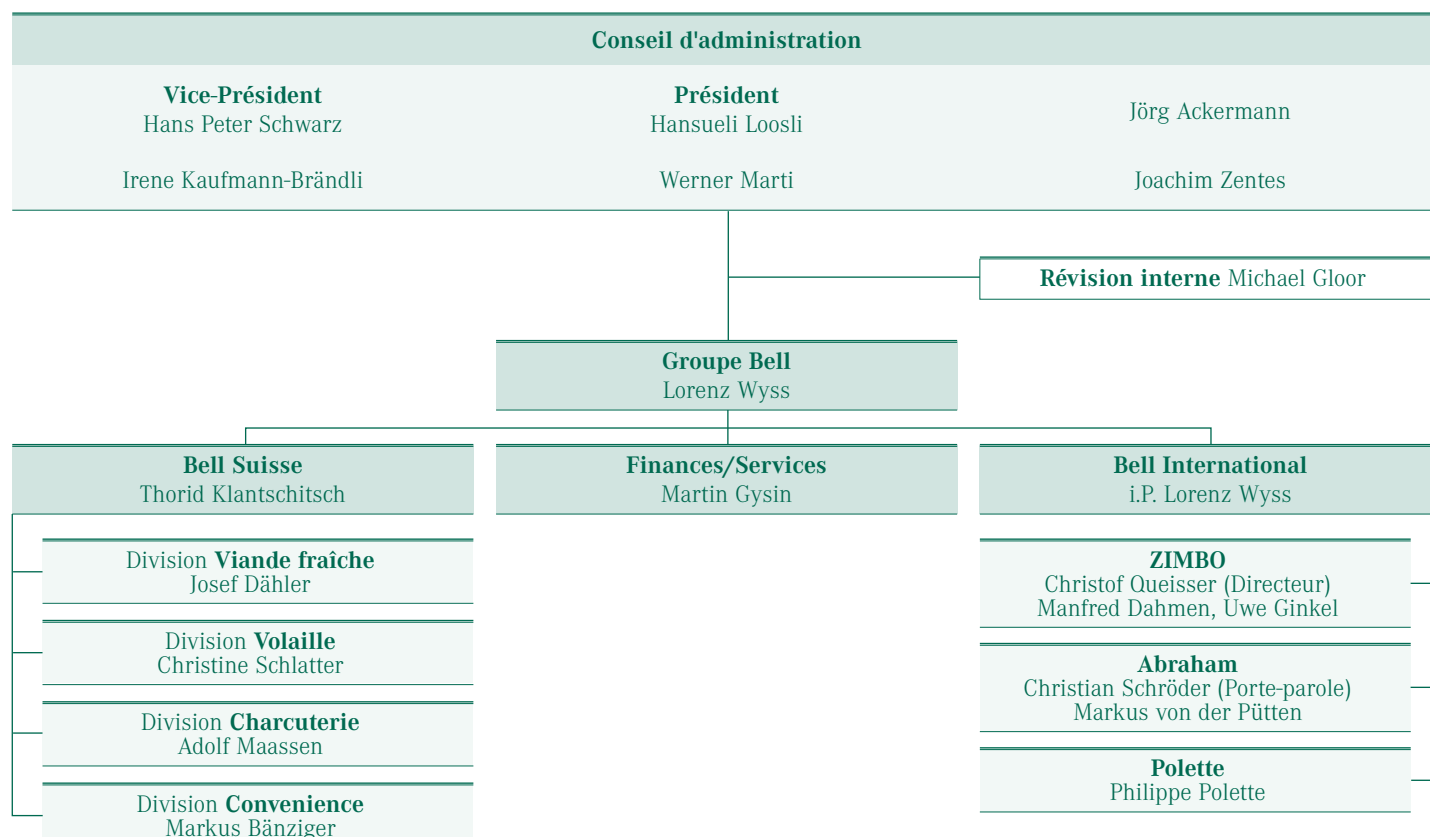 Conseil d'administration
Vice-Président
Hans Peter Schwarz
Président
Hansueli Loosli
Jörg Ackermann
Irene Kaufmann-Brändli
Werner Marti
Joachim Zentes
Révision interne Michael Gloor
Groupe Bell
Lorenz Wyss
Bell Suisse
Thorid Klantschitsch
Finances/Services
Martin Gysin
Bell International
i.P. Lorenz Wyss
Division Viande fraîche
Josef Dähler
Division Volaille
Christine Schlatter
Division Charcuterie
Adolf Maassen
Division Convenience
Markus Bänziger
ZIMBO
Christof Queisser (Directeur)
Manfred Dahmen, Uwe Ginkel
Abraham
Christian Schröder (Porte-parole)
Markus von der Pütten
Polette
Philippe Polette